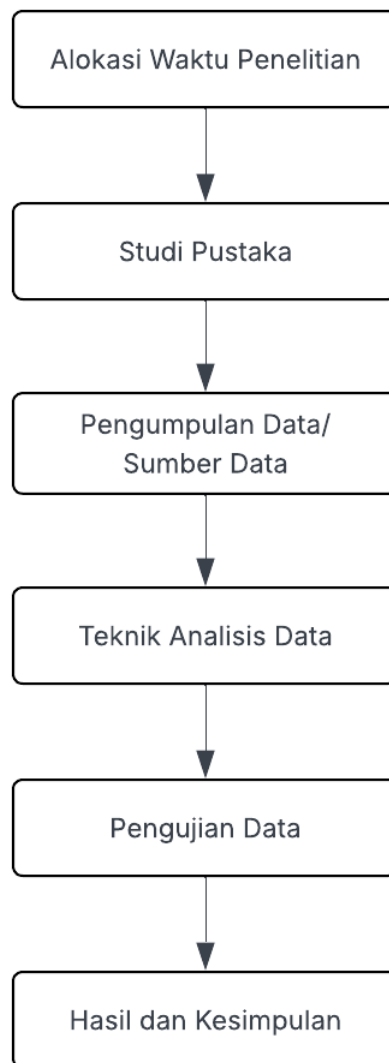 Alokasi Waktu Penelitian
Studi Pustaka
Pengumpulan Data/
Sumber Data
Teknik Analisis Data
Pengujian Data
Hasil dan Kesimpulan